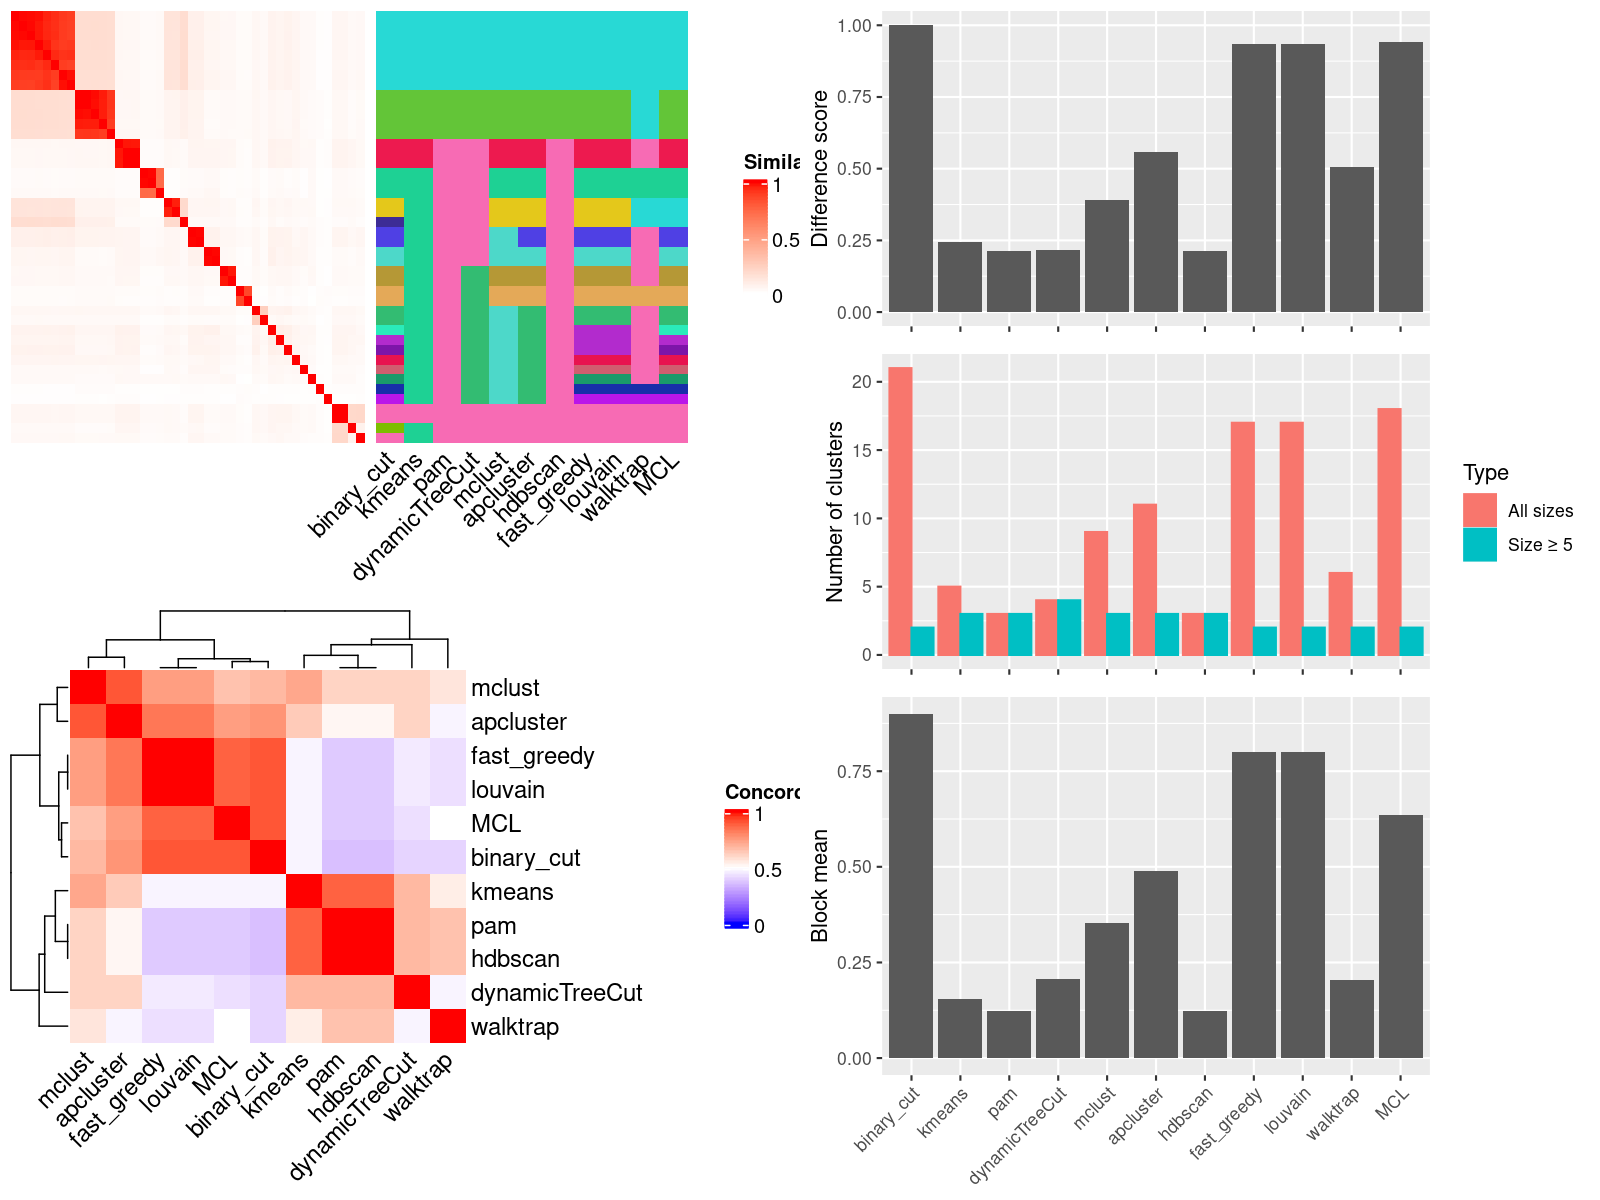 Simila
1
0.5
0
binary_cut
kmeans
pam
dynamicTreeCut
mclust
apcluster
hdbscan
fast_greedy
louvain
walktrap
MCL
Difference score
1.00
0.75
0.50
0.25
0.00
Number of clusters
20
15
10
5
0
Type
All sizes
Size ≥ 5
mclust
apcluster
fast_greedy
louvain
MCL
binary_cut
kmeans
pam
hdbscan
dynamicTreeCut
walktrap
mclust
apcluster
fast_greedy
louvain
MCL
binary_cut
kmeans
pam
hdbscan
dynamicTreeCut
walktrap
Concord
1
0.5
0
Block mean
0.75
0.50
0.25
0.00
binary_cut
kmeans
pam
dynamicTreeCut
mclust
apcluster
hdbscan
fast_greedy
louvain
walktrap
MCL